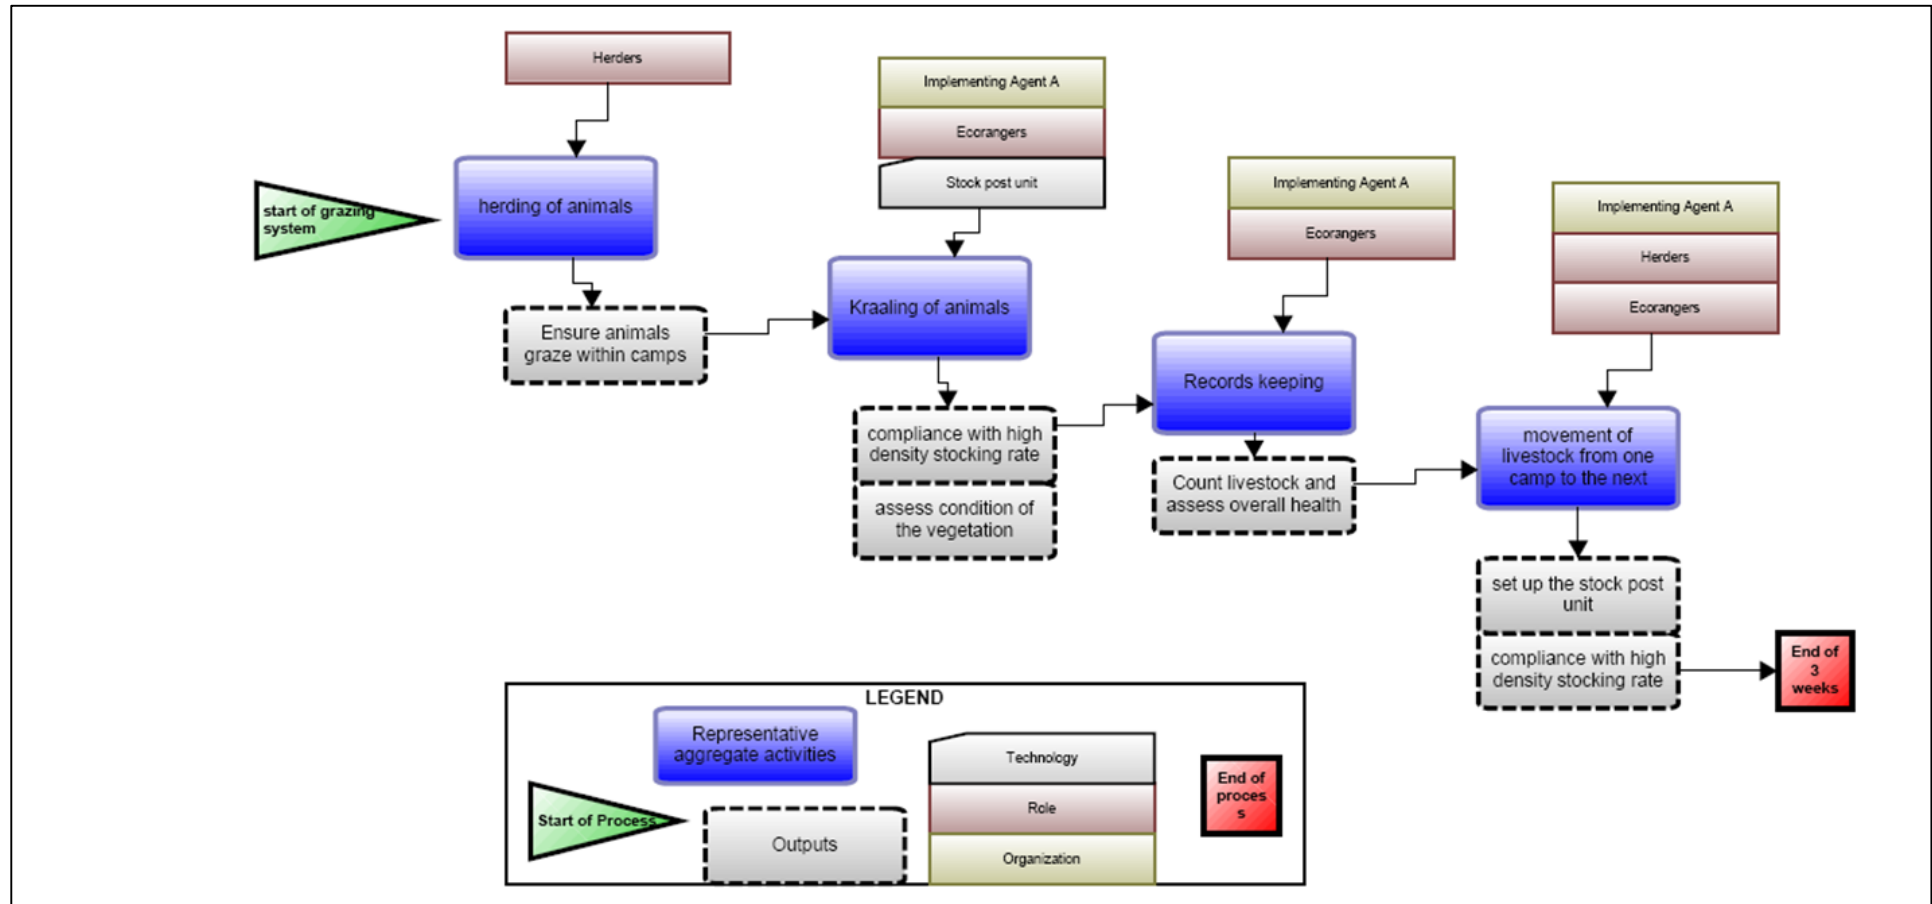 Herders
start of grazing
system
herding of animals
Ensure animals
graze within camps
Implementing Agent A
Ecorangers
Stock post unit
Kraaling of animals
compliance with high
density stocking rate
assess condition of
the vegetation
Implementing Agent A
Ecorangers
Records keeping
Count livestock and
assess overall health
Implementing Agent A
Herders
Ecorangers
movement of
livestock from one
camp to the next
set up the stock post
unit
compliance with high
density stocking rate
End of
3
weeks
LEGEND
Representative
aggregate activities
Start of Process
Outputs
Technology
Role
Organization
End of
proces
s